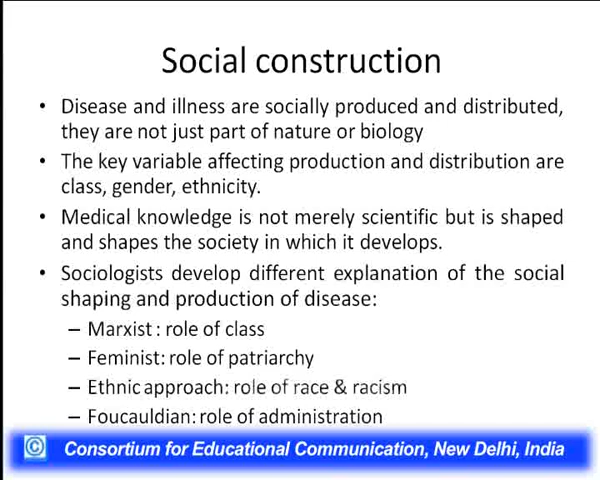 Social construction
• Disease and illness are socially produced and distributed,
they are not just part of nature or biology
• The key variable affecting production and distribution are
class, gender, ethnicity.
• Medical knowledge is not merely scientific but is shaped
and shapes the society in which it develops.
• Sociologists develop different explanation of the social
shaping and production of disease:
– Marxist : role of class
– Feminist: role of patriarchy
– Ethnic approach: role of race & racism
– Foucauldian: role of administration
© Consortium for Educational Communication, New Delhi, India